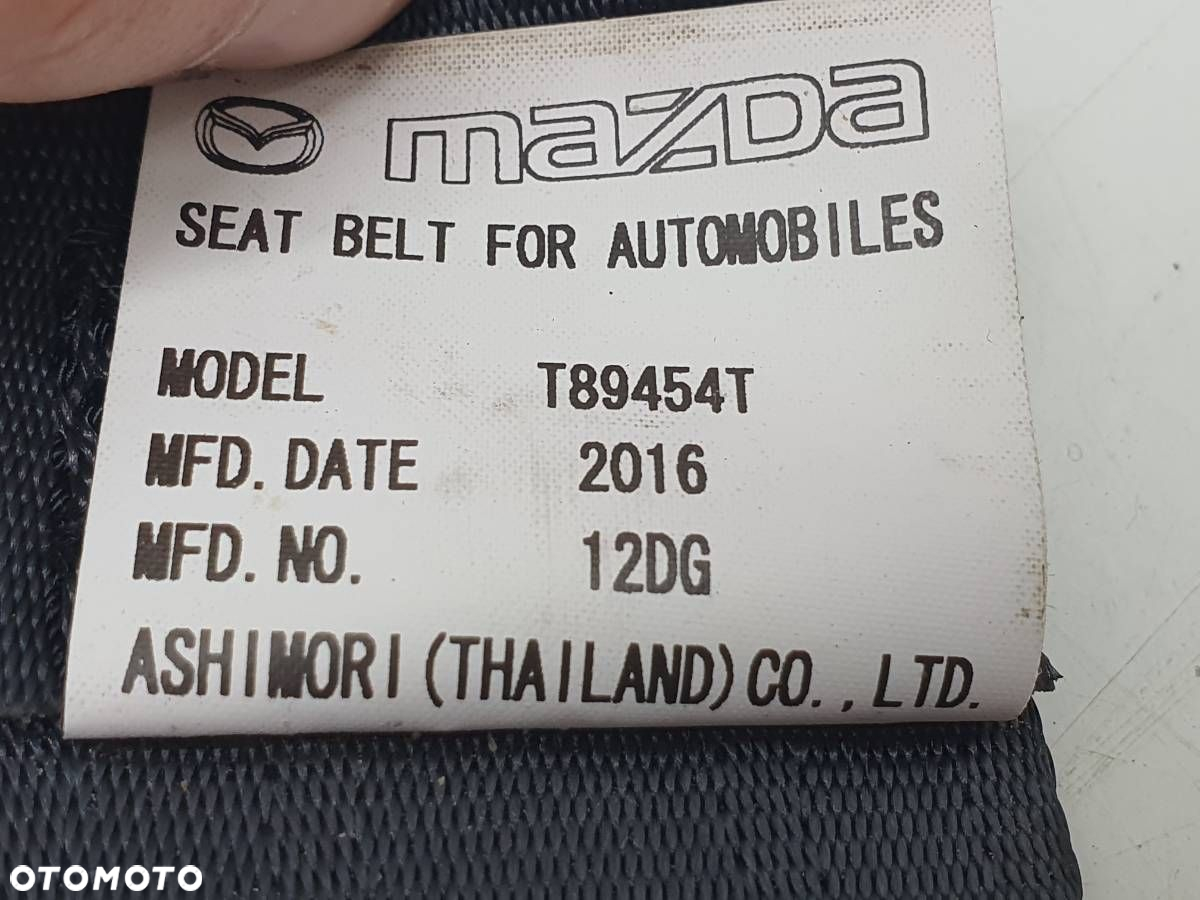 mazda
SEAT BELT FOR AUTOMOBILES
MODEL T89454T
MFD. DATE 2016
MFD. NO. 12DG
ASHIMORI (THAILAND) CO., LTD.
OTOMOTO